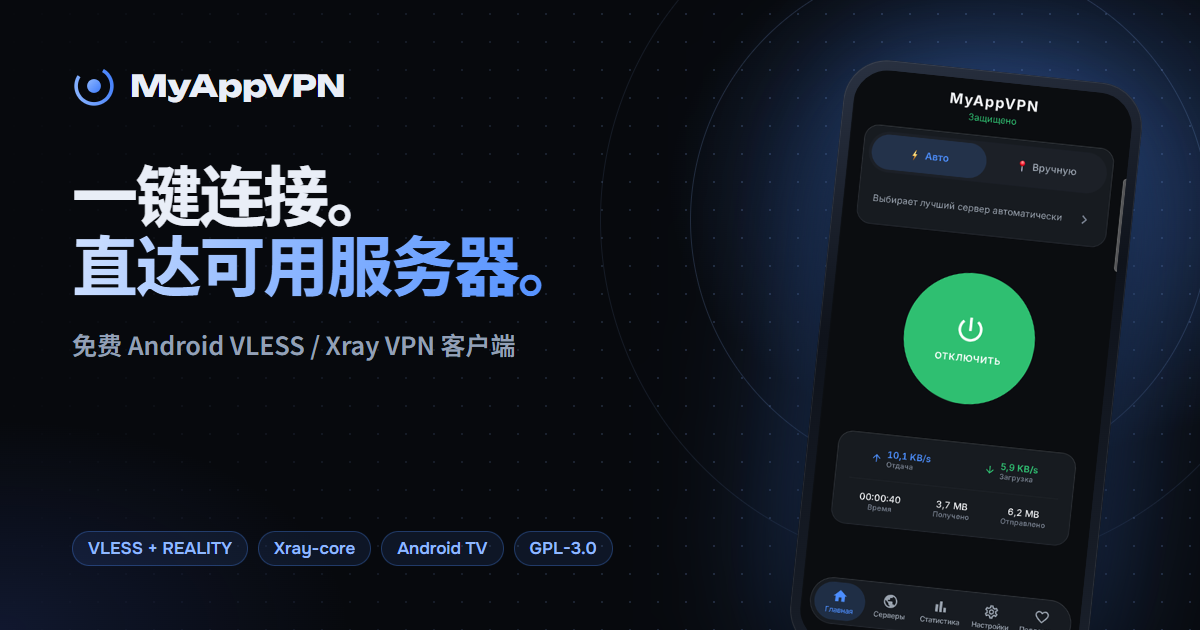 MyAppVPN
一键连接。
直达可用服务器。
免费 Android VLESS / Xray VPN 客户端
VLESS + REALITY
Xray-core
Android TV
GPL-3.0
MyAppVPN
Защищено
Авто
Вручную
Выбирает лучший сервер автоматически
ОТКЛЮЧИТЬ
10,1 KB/s
Отдача
5,9 KB/s
Загрузка
00:00:40
Время
3,7 MB
Получено
6,2 MB
Отправлено
Главная
Серверы
Статистика
Настройки